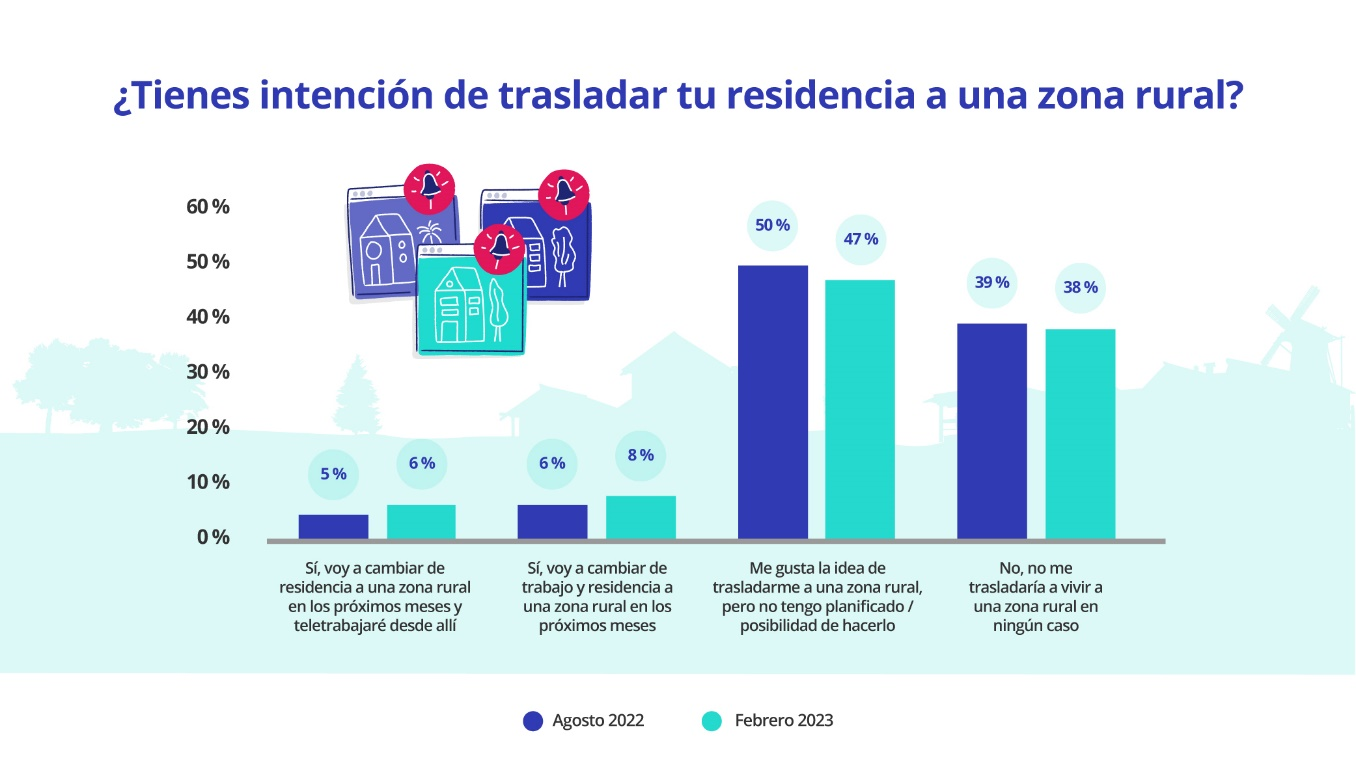 ¿Tienes intención de trasladar tu residencia a una zona rural?
60 %
50 %
40 %
30 %
20 %
10 %
0 %
5 %
6 %
6 %
8 %
50 %
47 %
39 %
38 %
Sí, voy a cambiar de
residencia a una zona rural
en los próximos meses y
teletrabajaré desde allí
Sí, voy a cambiar de
trabajo y residencia a
una zona rural en los
próximos meses
Me gusta la idea de
trasladarme a una zona rural,
pero no tengo planificado /
posibilidad de hacerlo
No, no me
trasladaría a vivir a
una zona rural en
ningún caso
Agosto 2022
Febrero 2023